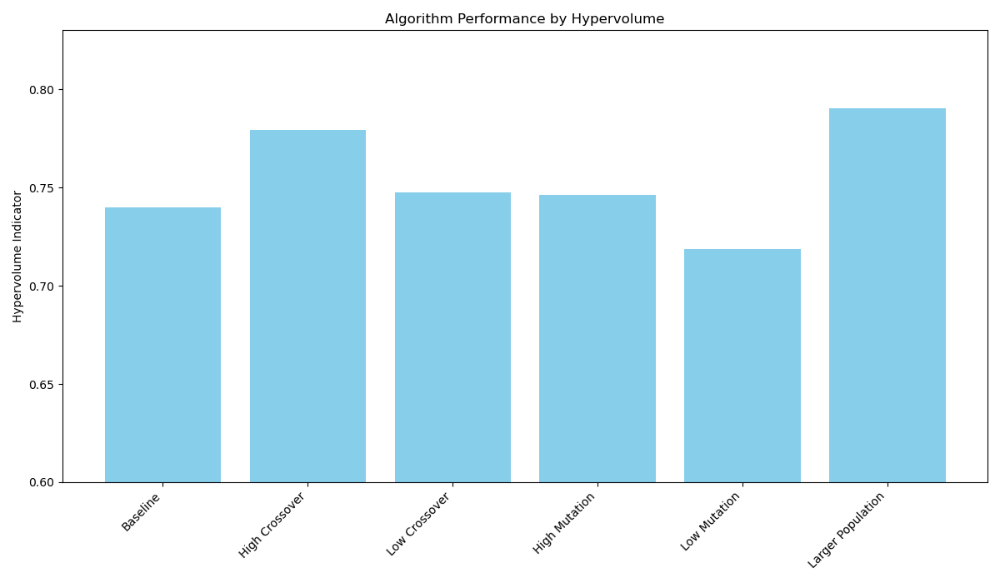 Algorithm Performance by Hypervolume
Hypervolume Indicator
0.80
0.75
0.70
0.65
0.60
Baseline
High Crossover
Low Crossover
High Mutation
Low Mutation
Larger Population